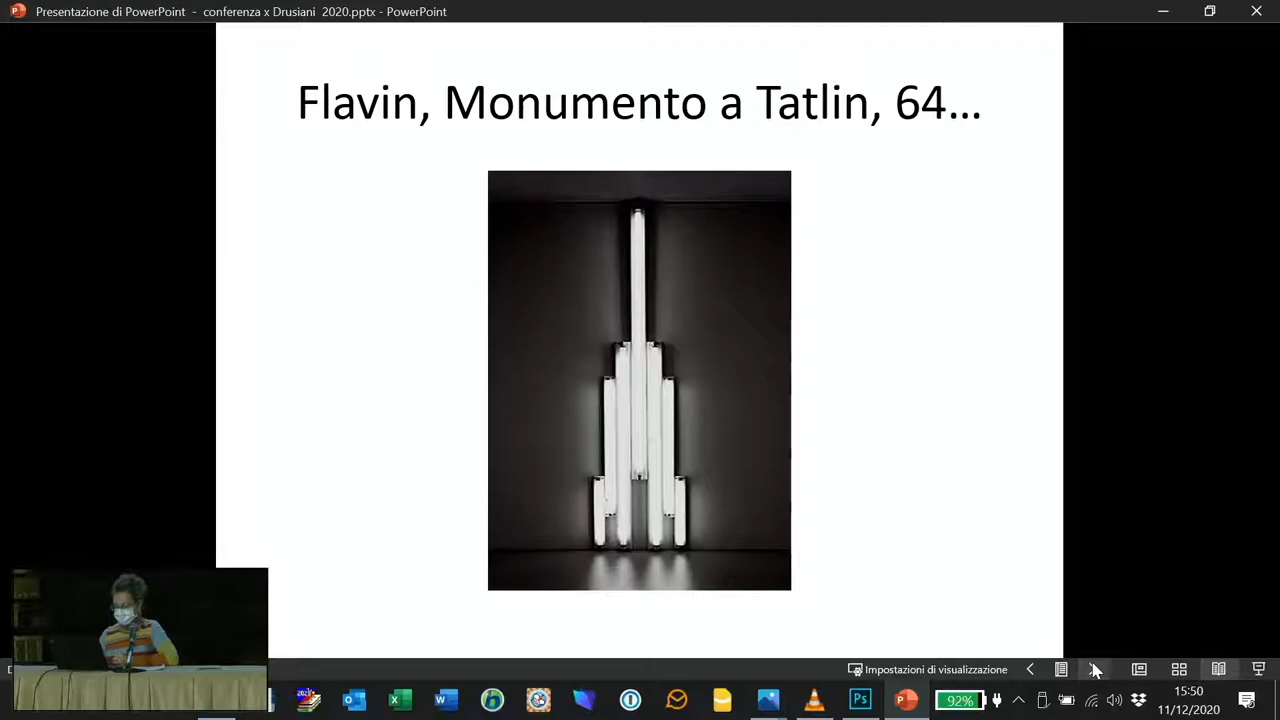 Presentazione di PowerPoint - conferenza x Drusiani 2020.pptx - PowerPoint
Flavin, Monumento a Tatlin, 64...
Impostazioni di visualizzazione
92%
15:50
11/12/2020